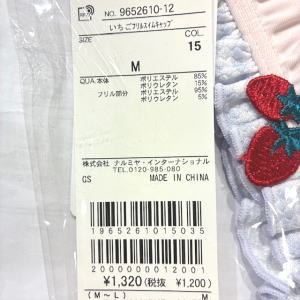 NO. 9652610-12
いちごフリルスイムキャップ
SIZE
COL.
15
M
QUA. 本体 ポリエステル 85%
ポリウレタン 15%
フリル部分 ポリエステル 95%
ポリウレタン 5%
株式会社 ナルミヤ・インターナショナル
TEL.0120-985-080
GS MADE IN CHINA
1965261015035
¥1,320(税抜 ¥1,200)
2000000012001
(M～L) M